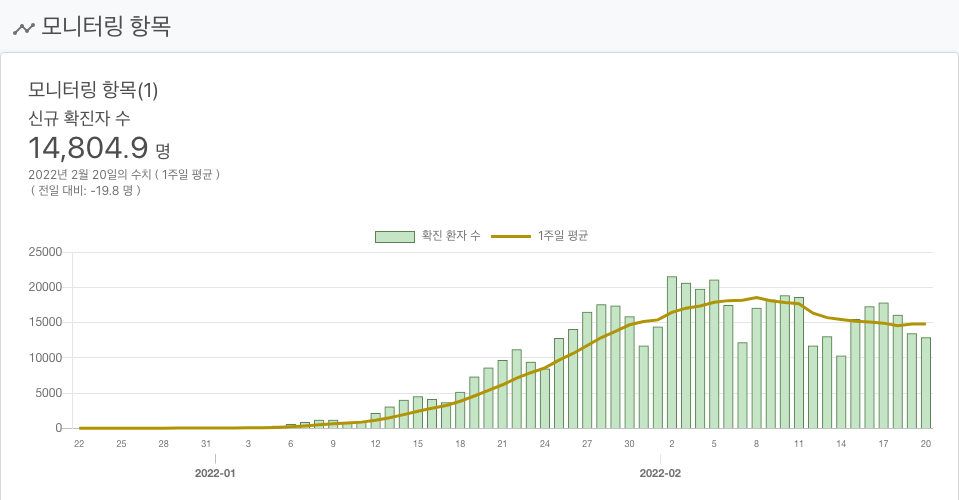 모니터링 항목
모니터링 항목(1)
신규 확진자 수
14,804.9 명
2022년 2월 20일의 수치 ( 1주일 평균 )
( 전일 대비: -19.8 명 )
확진 환자 수 1주일 평균
25000
20000
15000
10000
5000
0
22 25 28 31 3 6 9 12 15 18 21 24 27 30 2 5 8 11 14 17 20
2022-01 2022-02